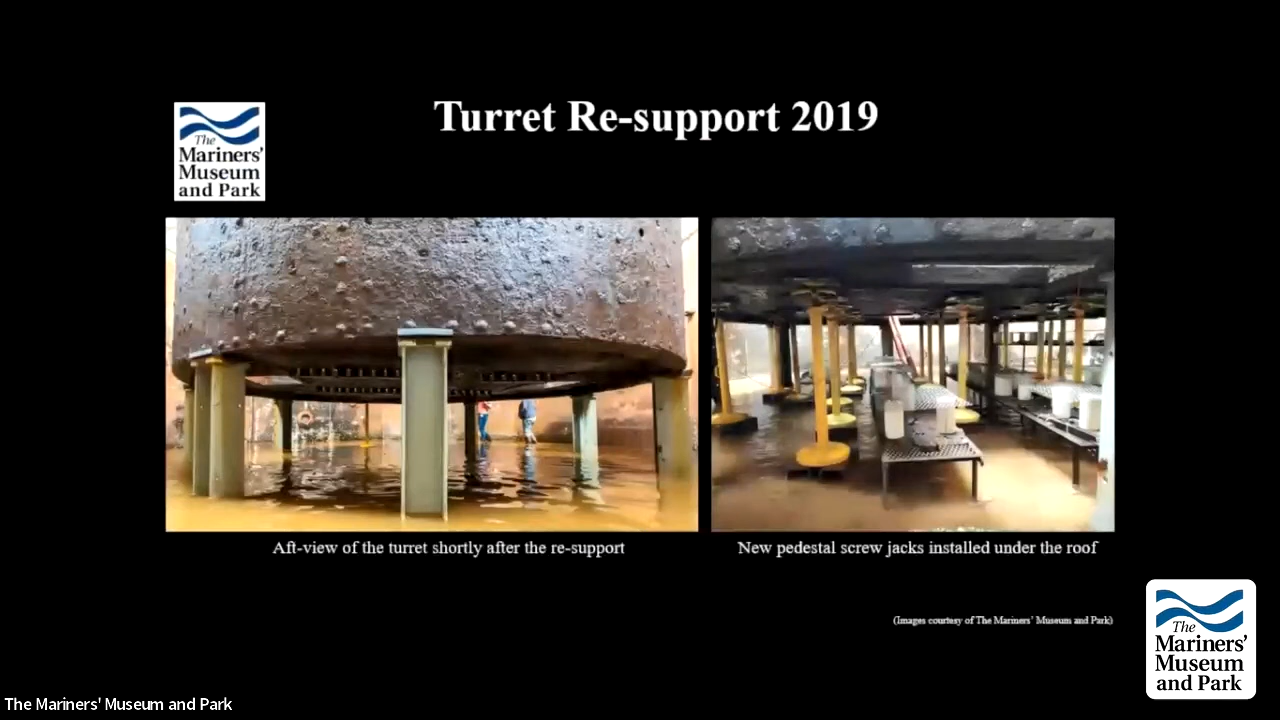 Turret Re-support 2019
The
Mariners'
Museum
and Park
Aft-view of the turret shortly after the re-support
New pedestal screw jacks installed under the roof
(Images courtesy of The Mariners' Museum and Park)
The
Mariners'
Museum
and Park
The Mariners' Museum and Park